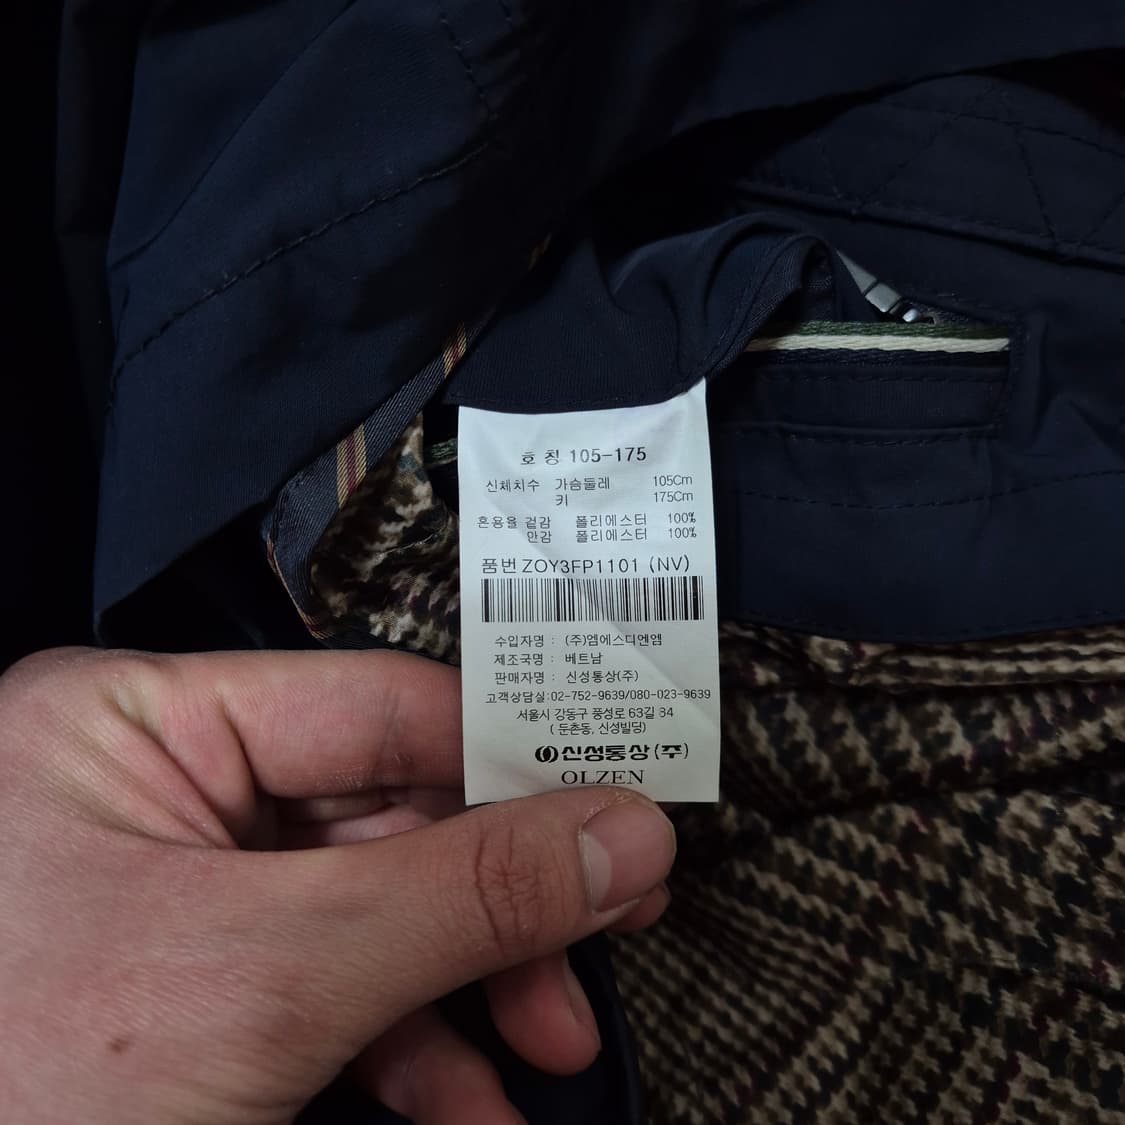 호 칭 105-175
신체치수 가슴둘레 105Cm
키 175Cm
혼용율 겉감 폴리에스터 100%
안감 폴리에스터 100%
품번 ZOY3FP1101 (NV)
수입자명 : (주)엠에스디엔엠
제조국명 : 베트남
판매자명 : 신성통상(주)
고객상담실:02-752-9639/080-023-9639
서울시 강동구 풍성로 63길 84
( 둔촌동, 신성빌딩)
신성통상(주)
OLZEN